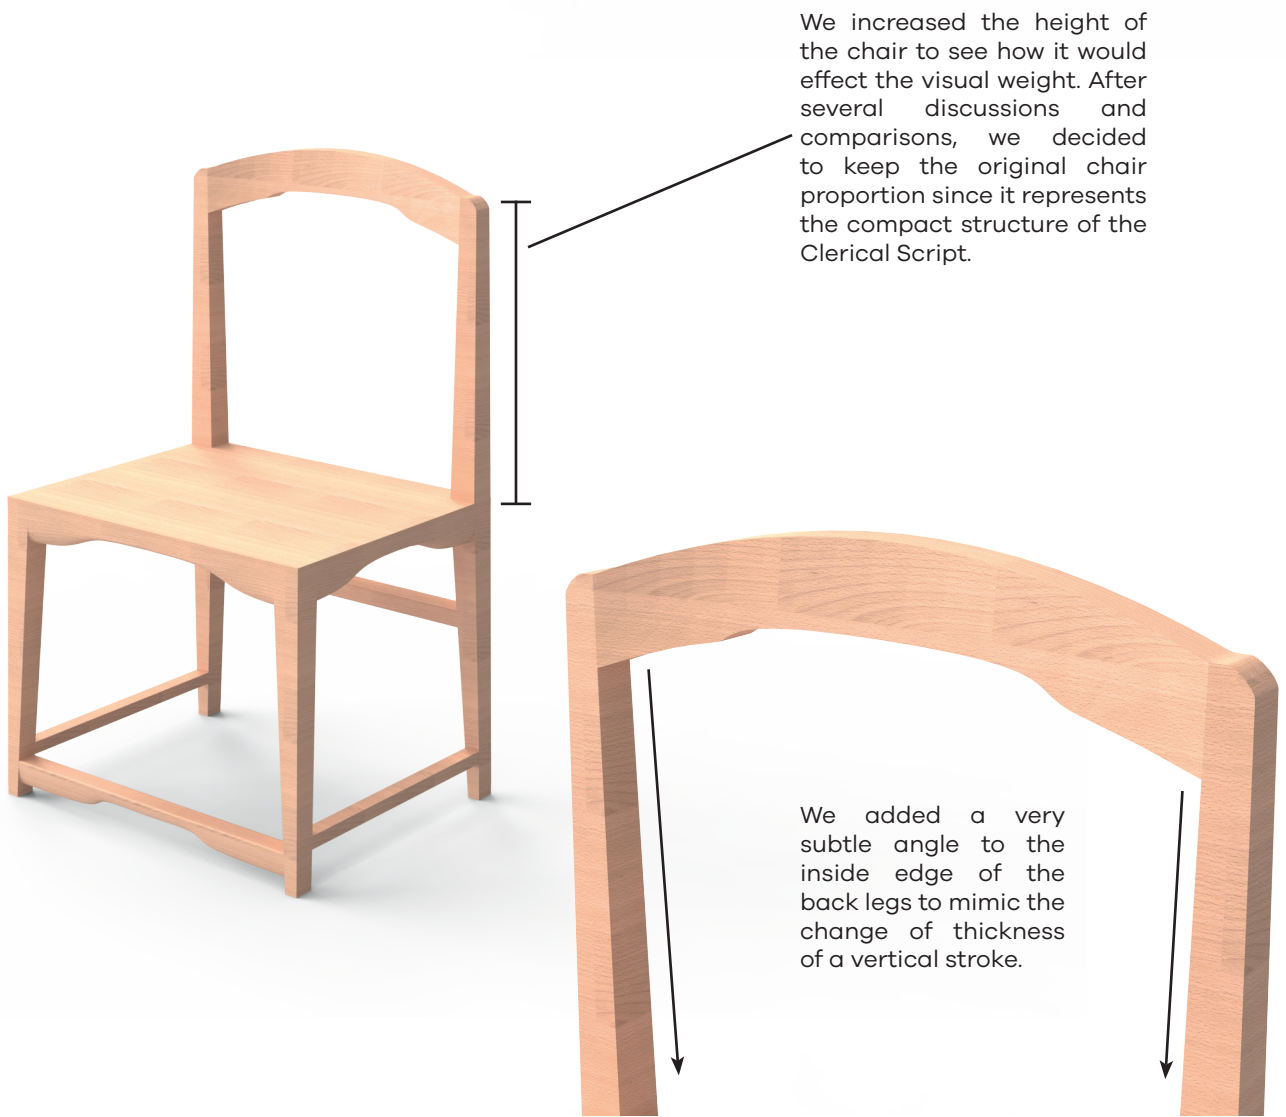 We increased the height of
the chair to see how it would
effect the visual weight. After
several discussions and
comparisons, we decided
to keep the original chair
proportion since it represents
the compact structure of the
Clerical Script.
We added a very
subtle angle to the
inside edge of the
back legs to mimic the
change of thickness
of a vertical stroke.